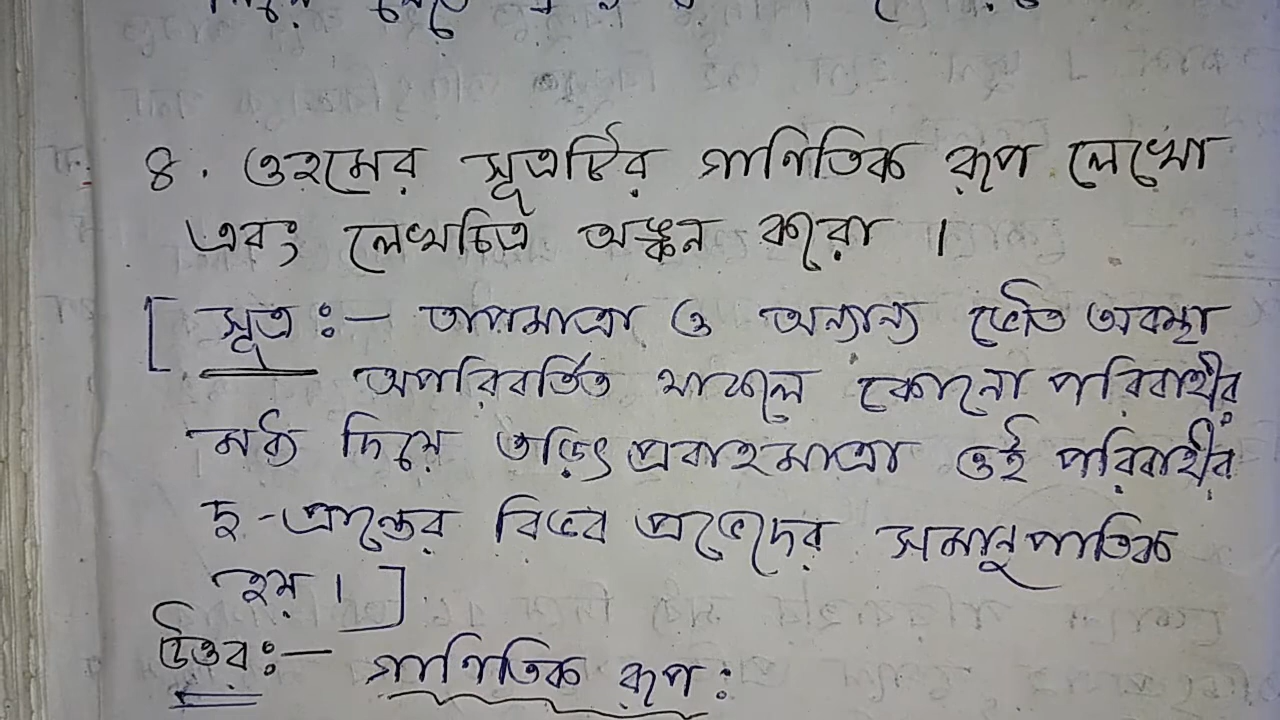 ৪. ওহমের সূত্রটির গাণিতিক রূপ লেখো
এবং লেখচিত্র অঙ্কন করো ।
[ সূত্র ঃ— তাপমাত্রা ও অন্যান্য ভৌত অবস্থা
অপরিবর্তিত থাকলে কোনো পরিবাহীর
মধ্য দিয়ে তড়িৎ প্রবাহমাত্রা ওই পরিবাহীর
দু-প্রান্তের বিভব প্রভেদের সমানুপাতিক
হয় । ]
উত্তর ঃ— গাণিতিক রূপ :